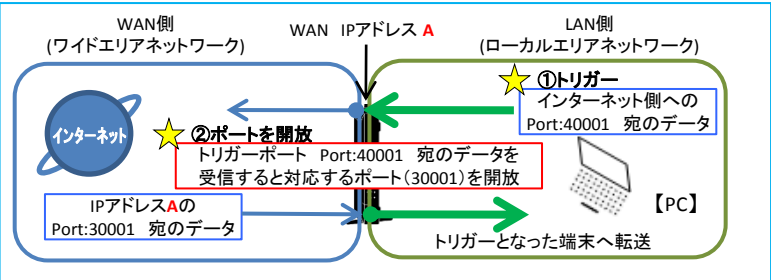 WAN側
(ワイドエリアネットワーク)
WAN IPアドレス A
LAN側
(ローカルエリアネットワーク)
①トリガー
インターネット側への
Port:40001 宛のデータ
インターネット
②ポートを開放
トリガーポート Port:40001 宛のデータを
受信すると対応するポート(30001)を開放
IPアドレスAの
Port:30001 宛のデータ
【PC】
トリガーとなった端末へ転送